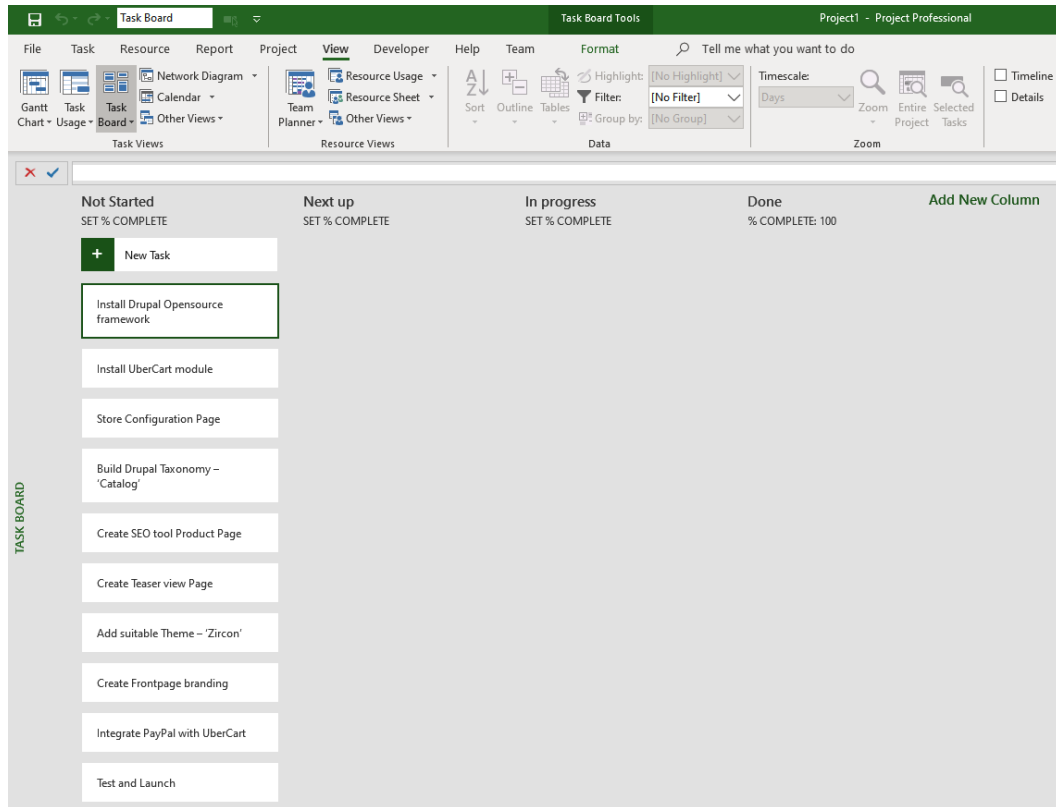 Task Board
Task Board Tools
Project1 - Project Professional
File Task Resource Report Project View Developer Help Team Format Tell me what you want to do
Gantt Chart
Task Usage
Task Board
Network Diagram
Calendar
Other Views
Task Views
Team Planner
Resource Usage
Resource Sheet
Other Views
Resource Views
Sort
Outline
Tables
Highlight: [No Highlight]
Filter: [No Filter]
Group by: [No Group]
Data
Timescale:
Days
Zoom
Entire Project
Selected Tasks
Zoom
Timeline
Details
TASK BOARD
Not Started
SET % COMPLETE
Next up
SET % COMPLETE
In progress
SET % COMPLETE
Done
% COMPLETE: 100
Add New Column
+ New Task
Install Drupal Opensource
framework
Install UberCart module
Store Configuration Page
Build Drupal Taxonomy –
‘Catalog’
Create SEO tool Product Page
Create Teaser view Page
Add suitable Theme – ‘Zircon’
Create Frontpage branding
Integrate PayPal with UberCart
Test and Launch